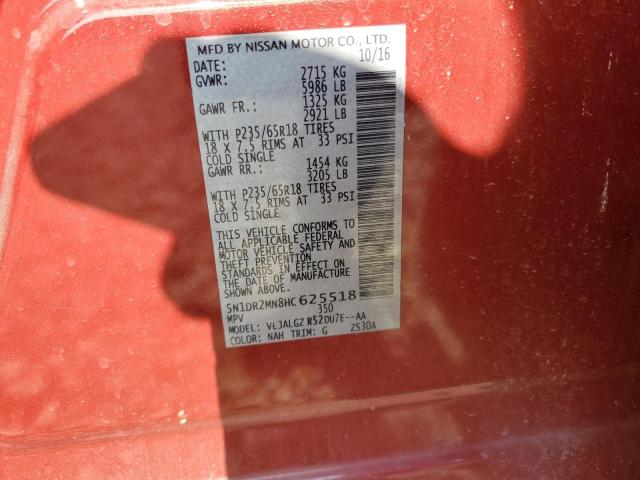 MFD BY NISSAN MOTOR CO., LTD.
DATE: 10/16
GVWR: 2715 KG
5986 LB
GAWR FR.: 1325 KG
2921 LB
WITH P235/65R18 TIRES
18 X 7.5 RIMS AT 33 PSI
COLD SINGLE
GAWR RR.: 1454 KG
3205 LB
WITH P235/65R18 TIRES
18 X 7.5 RIMS AT 33 PSI
COLD SINGLE
THIS VEHICLE CONFORMS TO
ALL APPLICABLE FEDERAL
MOTOR VEHICLE SAFETY AND
THEFT PREVENTION
STANDARDS IN EFFECT ON
THE DATE OF MANUFACTURE
SHOWN ABOVE.
5N1DR2MN8HC625518
MPV 350
MODEL: VLJALGZ R52DU7E--AA
COLOR: NAH TRIM: G ZS30A